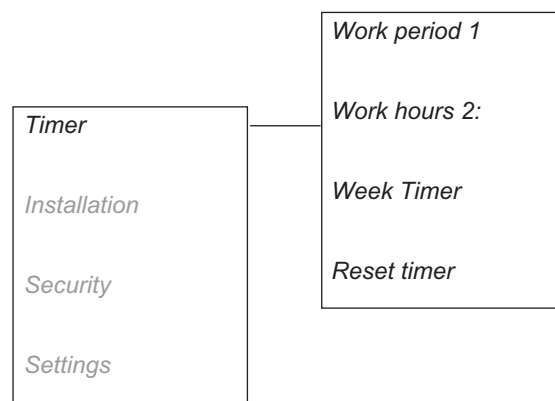 Timer
Installation
Security
Settings
Work period 1
Work hours 2:
Week Timer
Reset timer